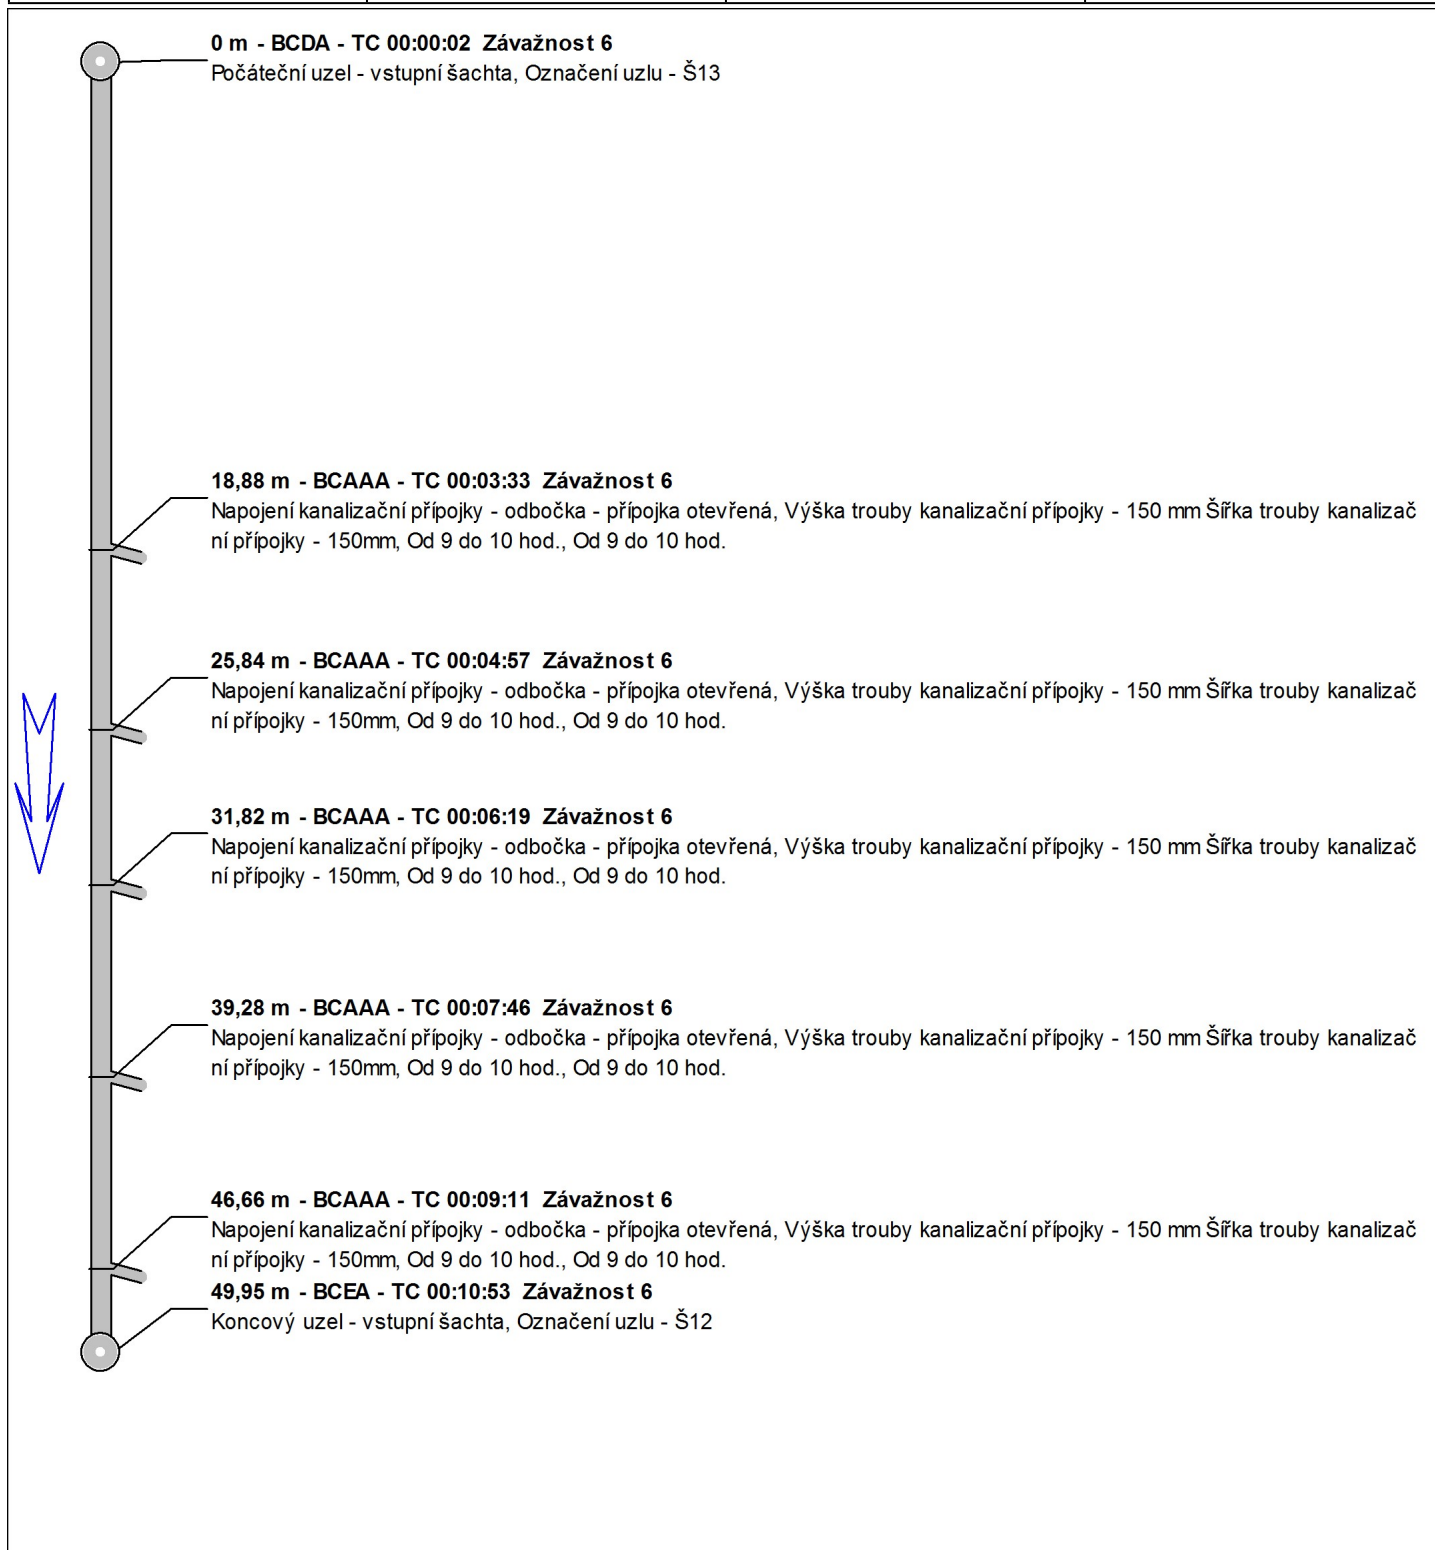 0 m - BCDA - TC 00:00:02 Závažnost 6
Počáteční uzel - vstupní šachta, Označení uzlu - Š13
18,88 m - BCAAA - TC 00:03:33 Závažnost 6
Napojení kanalizační přípojky - odbočka - přípojka otevřená, Výška trouby kanalizační přípojky - 150 mm Šířka trouby kanalizač
ní přípojky - 150mm, Od 9 do 10 hod., Od 9 do 10 hod.
25,84 m - BCAAA - TC 00:04:57 Závažnost 6
Napojení kanalizační přípojky - odbočka - přípojka otevřená, Výška trouby kanalizační přípojky - 150 mm Šířka trouby kanalizač
ní přípojky - 150mm, Od 9 do 10 hod., Od 9 do 10 hod.
31,82 m - BCAAA - TC 00:06:19 Závažnost 6
Napojení kanalizační přípojky - odbočka - přípojka otevřená, Výška trouby kanalizační přípojky - 150 mm Šířka trouby kanalizač
ní přípojky - 150mm, Od 9 do 10 hod., Od 9 do 10 hod.
39,28 m - BCAAA - TC 00:07:46 Závažnost 6
Napojení kanalizační přípojky - odbočka - přípojka otevřená, Výška trouby kanalizační přípojky - 150 mm Šířka trouby kanalizač
ní přípojky - 150mm, Od 9 do 10 hod., Od 9 do 10 hod.
46,66 m - BCAAA - TC 00:09:11 Závažnost 6
Napojení kanalizační přípojky - odbočka - přípojka otevřená, Výška trouby kanalizační přípojky - 150 mm Šířka trouby kanalizač
ní přípojky - 150mm, Od 9 do 10 hod., Od 9 do 10 hod.
49,95 m - BCEA - TC 00:10:53 Závažnost 6
Koncový uzel - vstupní šachta, Označení uzlu - Š12